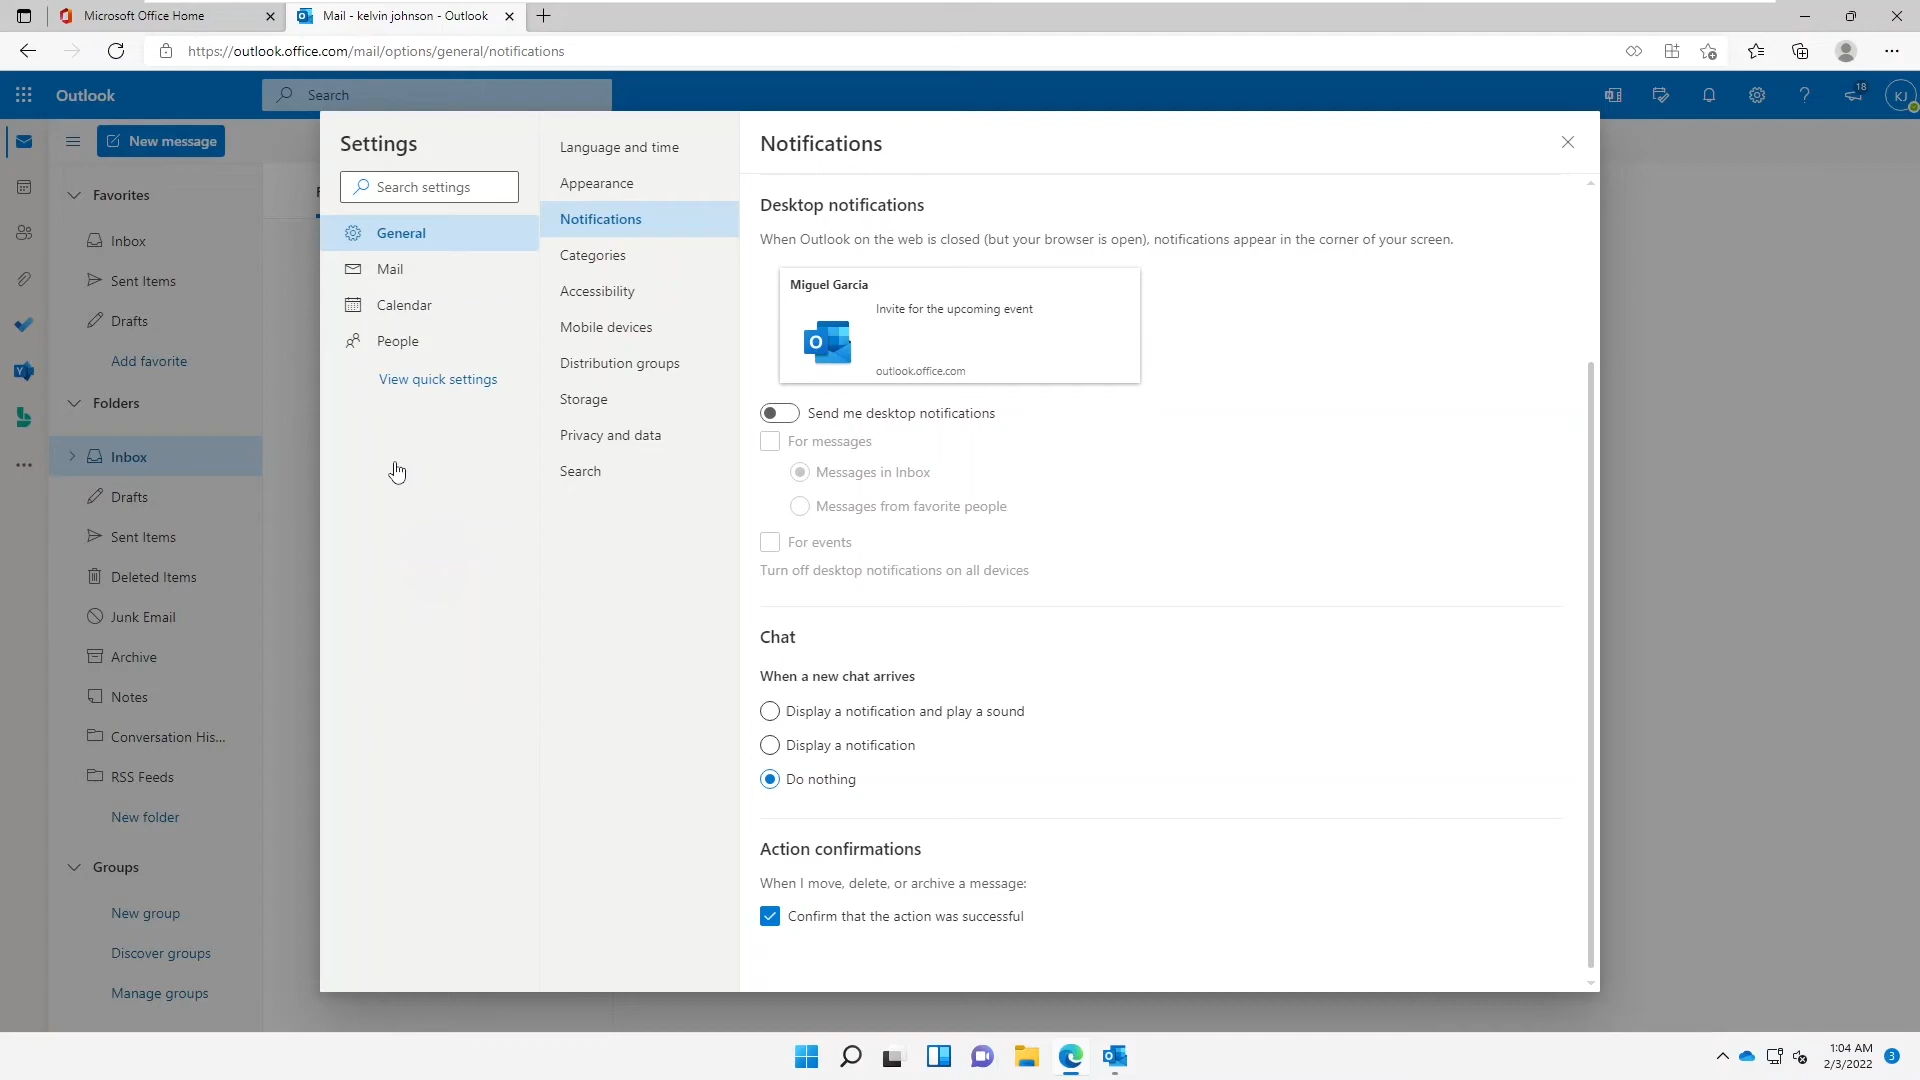 Microsoft Office Home
Mail - kelvin johnson - Outlook
https://outlook.office.com/mail/options/general/notifications
Outlook
Search
18
KJ
New message
Favorites
Inbox
Sent Items
Drafts
Add favorite
Folders
Inbox
Drafts
Sent Items
Deleted Items
Junk Email
Archive
Notes
Conversation His...
RSS Feeds
New folder
Groups
New group
Discover groups
Manage groups
Settings
Search settings
General
Mail
Calendar
People
View quick settings
Language and time
Appearance
Notifications
Categories
Accessibility
Mobile devices
Distribution groups
Storage
Privacy and data
Search
Notifications
Desktop notifications
When Outlook on the web is closed (but your browser is open), notifications appear in the corner of your screen.
Miguel Garcia
Invite for the upcoming event
outlook.office.com
Send me desktop notifications
For messages
Messages in Inbox
Messages from favorite people
For events
Turn off desktop notifications on all devices
Chat
When a new chat arrives
Display a notification and play a sound
Display a notification
Do nothing
Action confirmations
When I move, delete, or archive a message:
Confirm that the action was successful
1:04 AM
2/3/2022
3